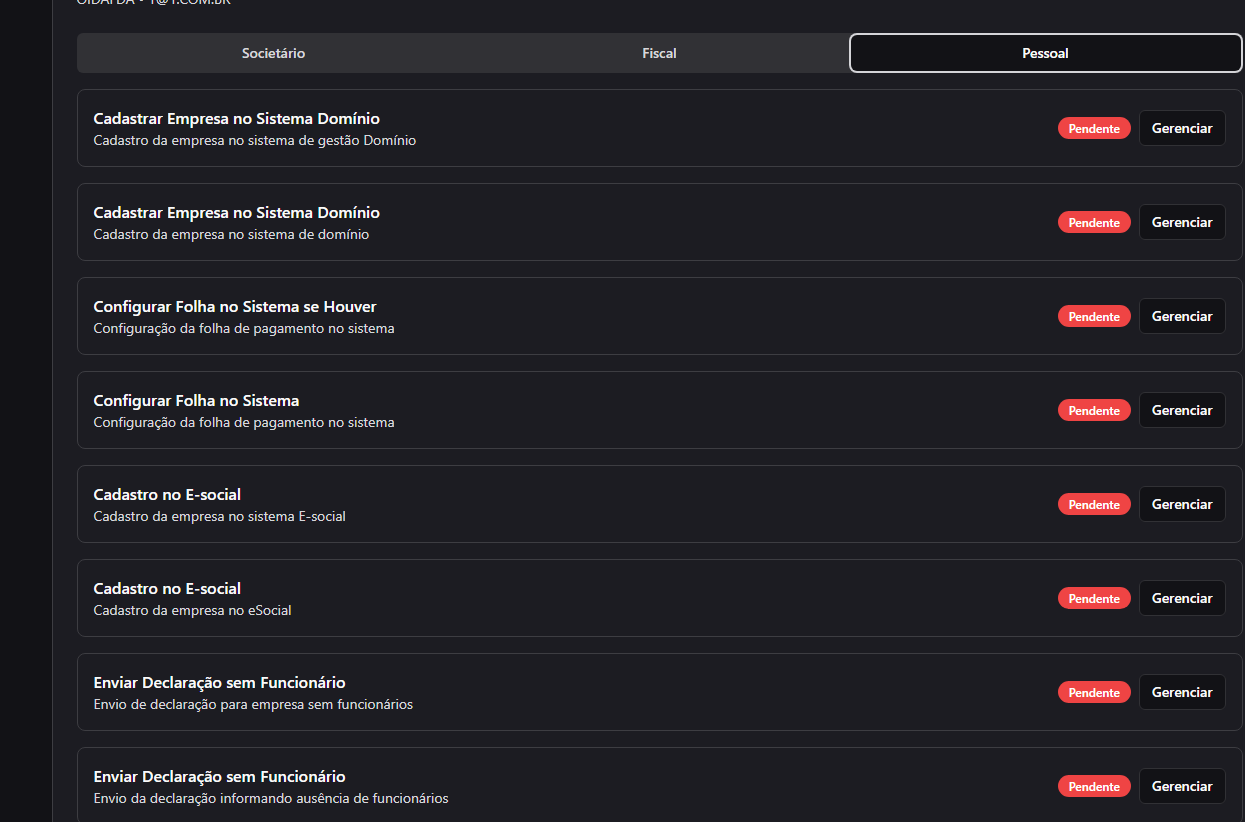 Societário
Fiscal
Pessoal
Cadastrar Empresa no Sistema Domínio
Cadastro da empresa no sistema de gestão Domínio
Pendente
Gerenciar
Cadastrar Empresa no Sistema Domínio
Cadastro da empresa no sistema de domínio
Pendente
Gerenciar
Configurar Folha no Sistema se Houver
Configuração da folha de pagamento no sistema
Pendente
Gerenciar
Configurar Folha no Sistema
Configuração da folha de pagamento no sistema
Pendente
Gerenciar
Cadastro no E-social
Cadastro da empresa no sistema E-social
Pendente
Gerenciar
Cadastro no E-social
Cadastro da empresa no eSocial
Pendente
Gerenciar
Enviar Declaração sem Funcionário
Envio de declaração para empresa sem funcionários
Pendente
Gerenciar
Enviar Declaração sem Funcionário
Envio da declaração informando ausência de funcionários
Pendente
Gerenciar